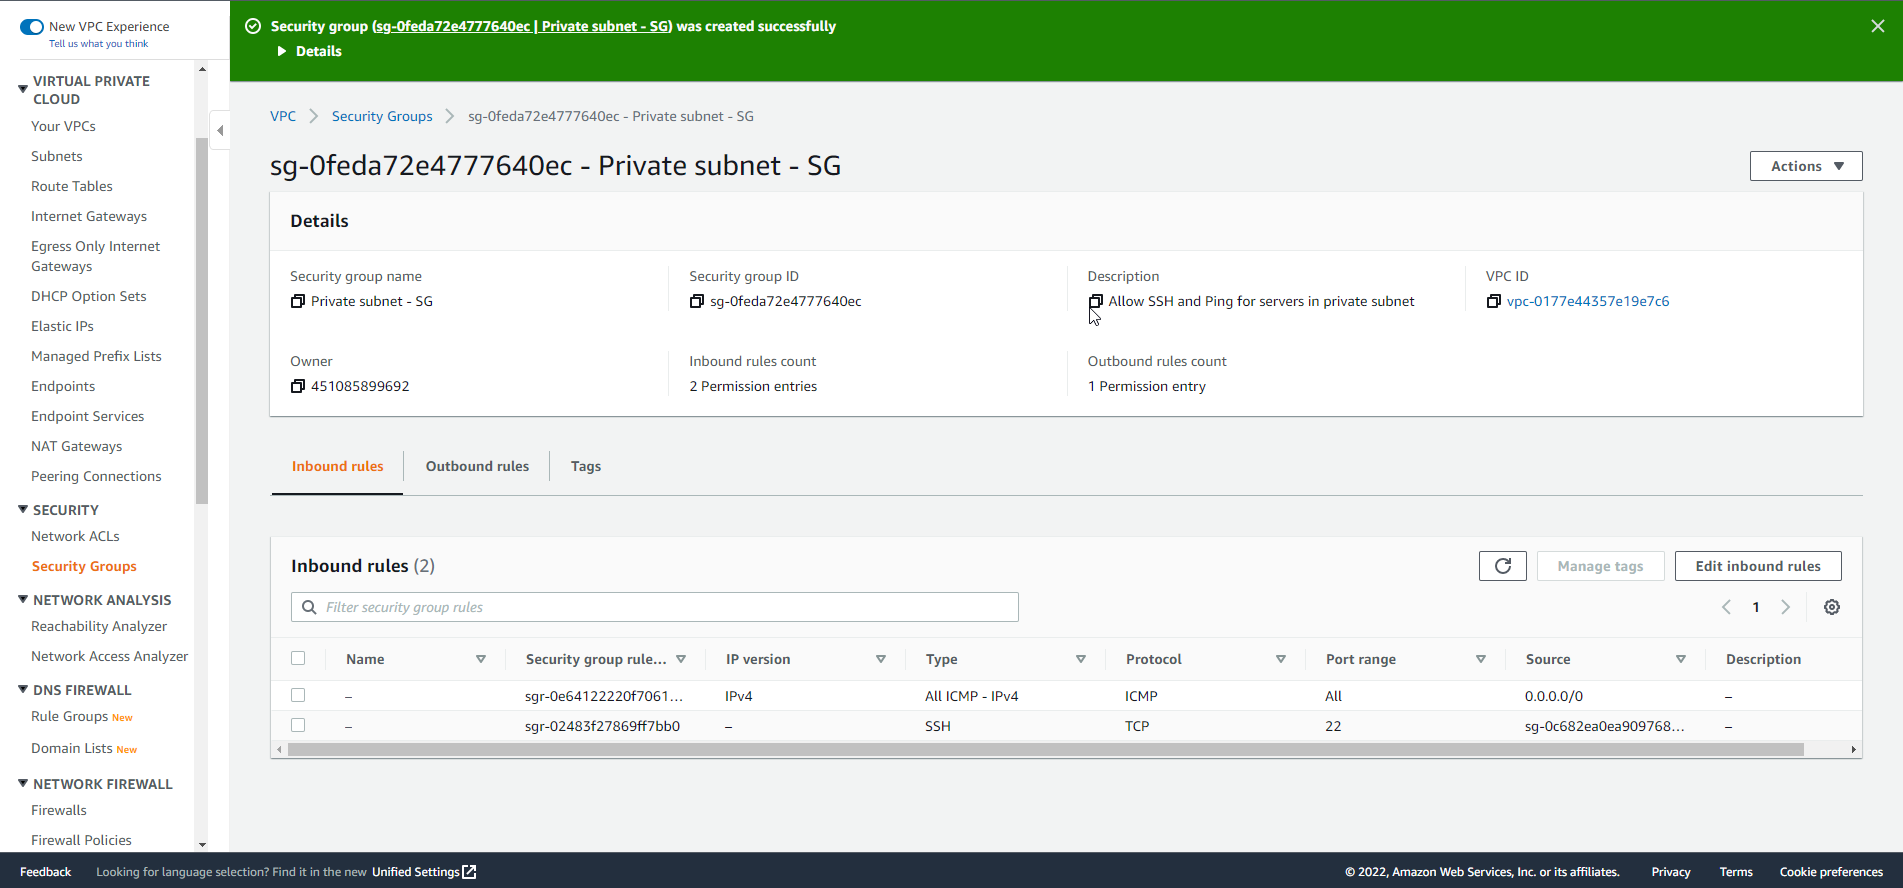 New VPC Experience
Tell us what you think
VIRTUAL PRIVATE
CLOUD
Your VPCs
Subnets
Route Tables
Internet Gateways
Egress Only Internet
Gateways
DHCP Option Sets
Elastic IPs
Managed Prefix Lists
Endpoints
Endpoint Services
NAT Gateways
Peering Connections
SECURITY
Network ACLs
Security Groups
NETWORK ANALYSIS
Reachability Analyzer
Network Access Analyzer
DNS FIREWALL
Rule Groups New
Domain Lists New
NETWORK FIREWALL
Firewalls
Firewall Policies
Security group (sg-0feda72e4777640ec | Private subnet - SG) was created successfully
Details
VPC Security Groups sg-0feda72e4777640ec - Private subnet - SG
sg-0feda72e4777640ec - Private subnet - SG
Actions
Details
Security group name Security group ID Description VPC ID
Private subnet - SG sg-0feda72e4777640ec Allow SSH and Ping for servers in private subnet vpc-0177e44357e19e7c6
Owner Inbound rules count Outbound rules count
451085899692 2 Permission entries 1 Permission entry
Inbound rules Outbound rules Tags
Inbound rules (2) Manage tags Edit inbound rules
Filter security group rules 1
Name Security group rule... IP version Type Protocol Port range Source Description
– sgr-0e64122220f7061... IPv4 All ICMP - IPv4 ICMP All 0.0.0.0/0 –
– sgr-02483f27869ff7bb0 – SSH TCP 22 sg-0c682ea0ea909768... –
Feedback Looking for language selection? Find it in the new Unified Settings © 2022, Amazon Web Services, Inc. or its affiliates. Privacy Terms Cookie preferences